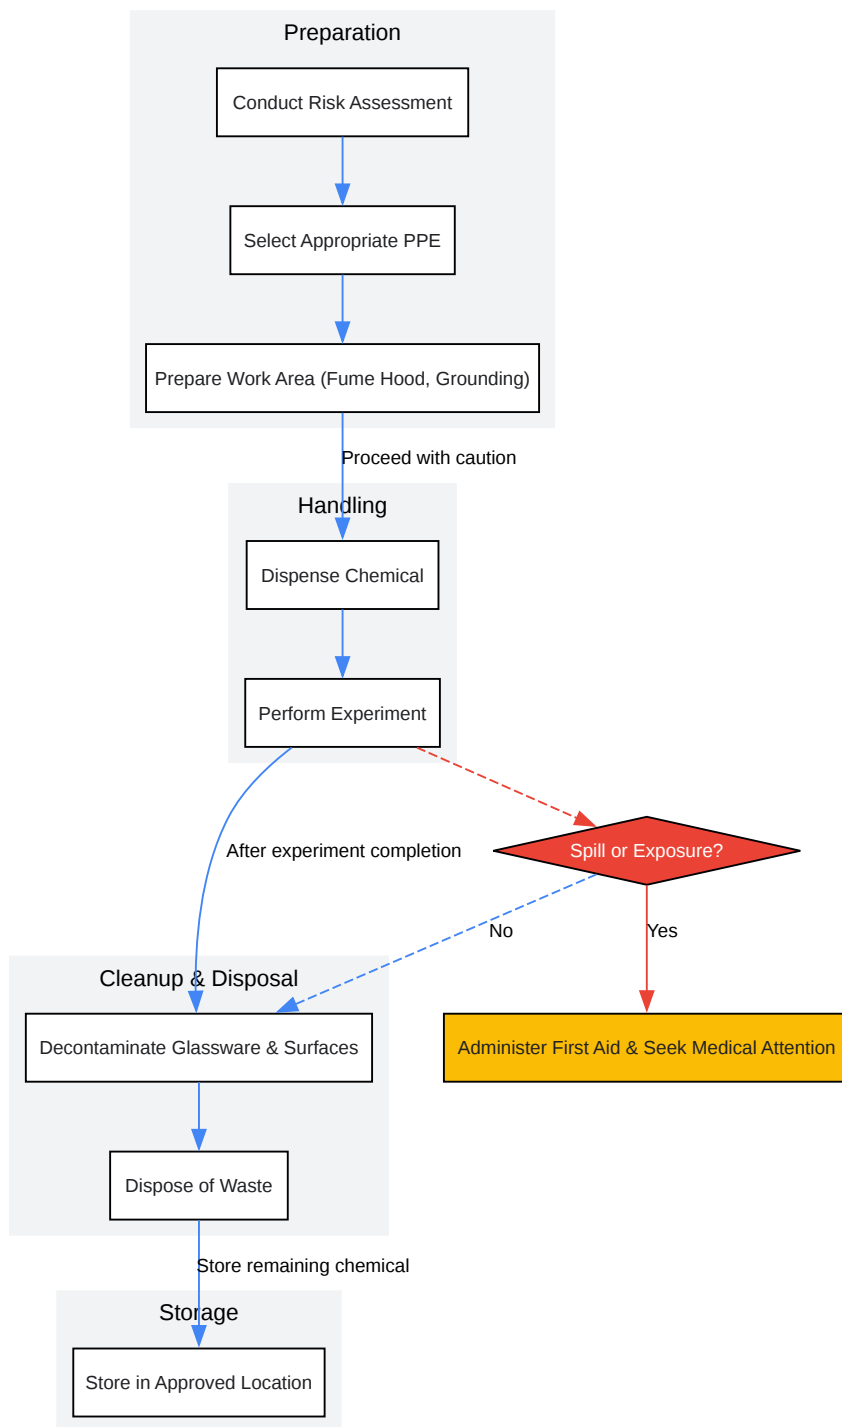 Preparation
Conduct Risk Assessment
Select Appropriate PPE
Prepare Work Area (Fume Hood, Grounding)
Proceed with caution
Handling
Dispense Chemical
Perform Experiment
After experiment completion
Spill or Exposure?
No
Yes
Cleanup & Disposal
Decontaminate Glassware & Surfaces
Administer First Aid & Seek Medical Attention
Dispose of Waste
Store remaining chemical
Storage
Store in Approved Location